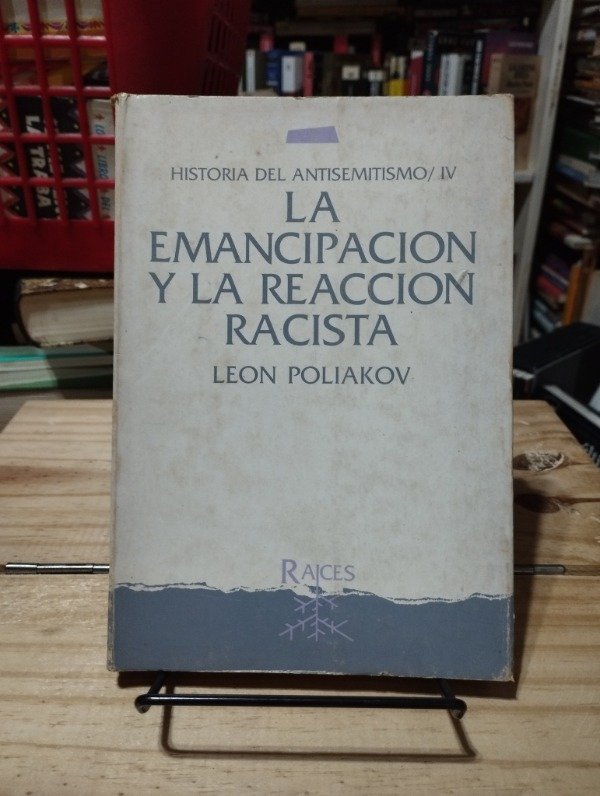 HISTORIA DEL ANTISEMITISMO/IV
LA
EMANCIPACION
Y LA REACCION
RACISTA
LEON POLIAKOV
RAICES